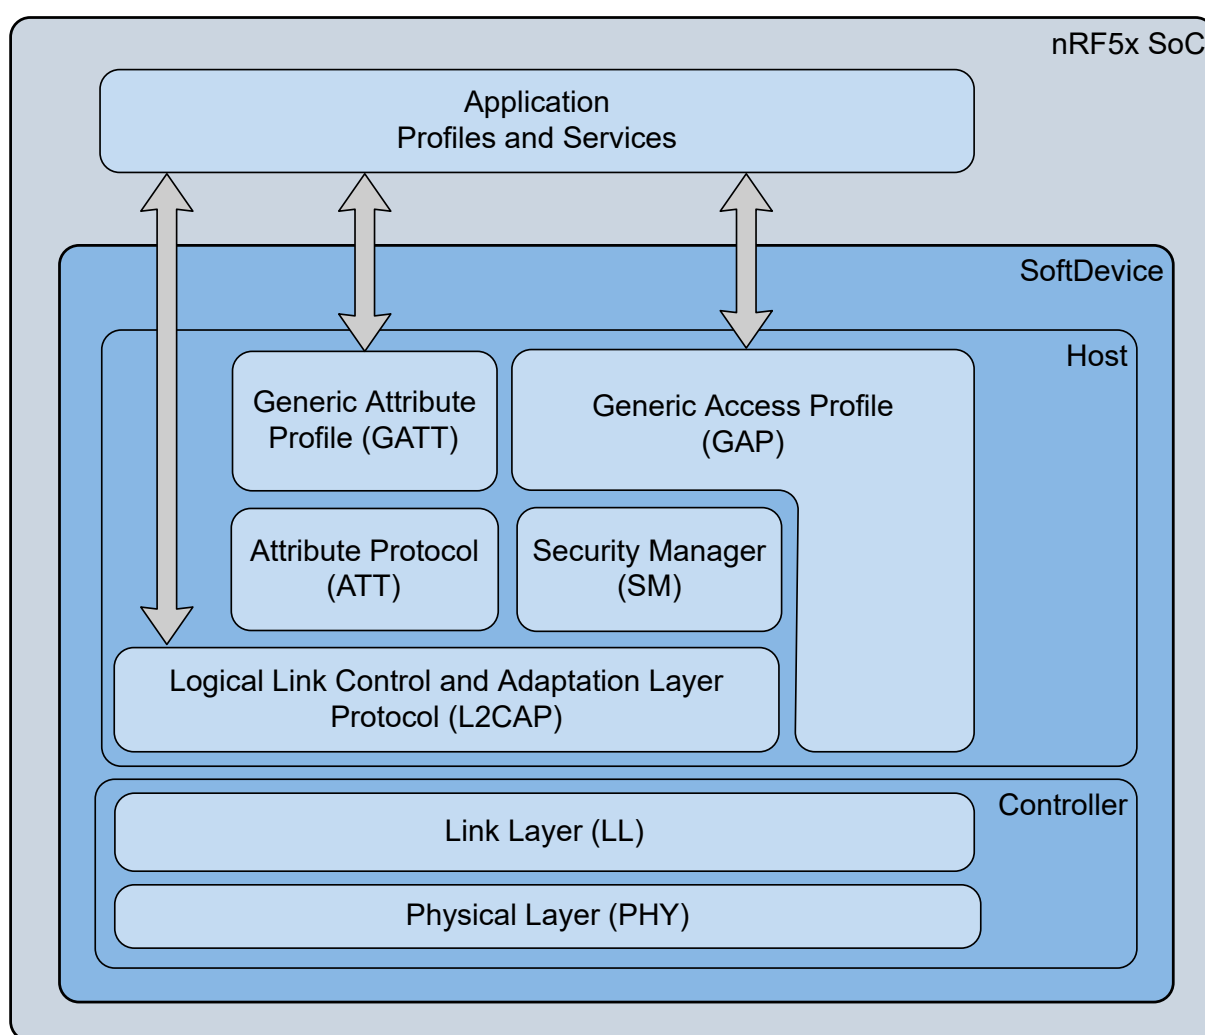 nRF5x SoC
Application
Profiles and Services
SoftDevice
Host
Generic Attribute
Profile (GATT)
Generic Access Profile
(GAP)
Attribute Protocol
(ATT)
Security Manager
(SM)
Logical Link Control and Adaptation Layer
Protocol (L2CAP)
Controller
Link Layer (LL)
Physical Layer (PHY)